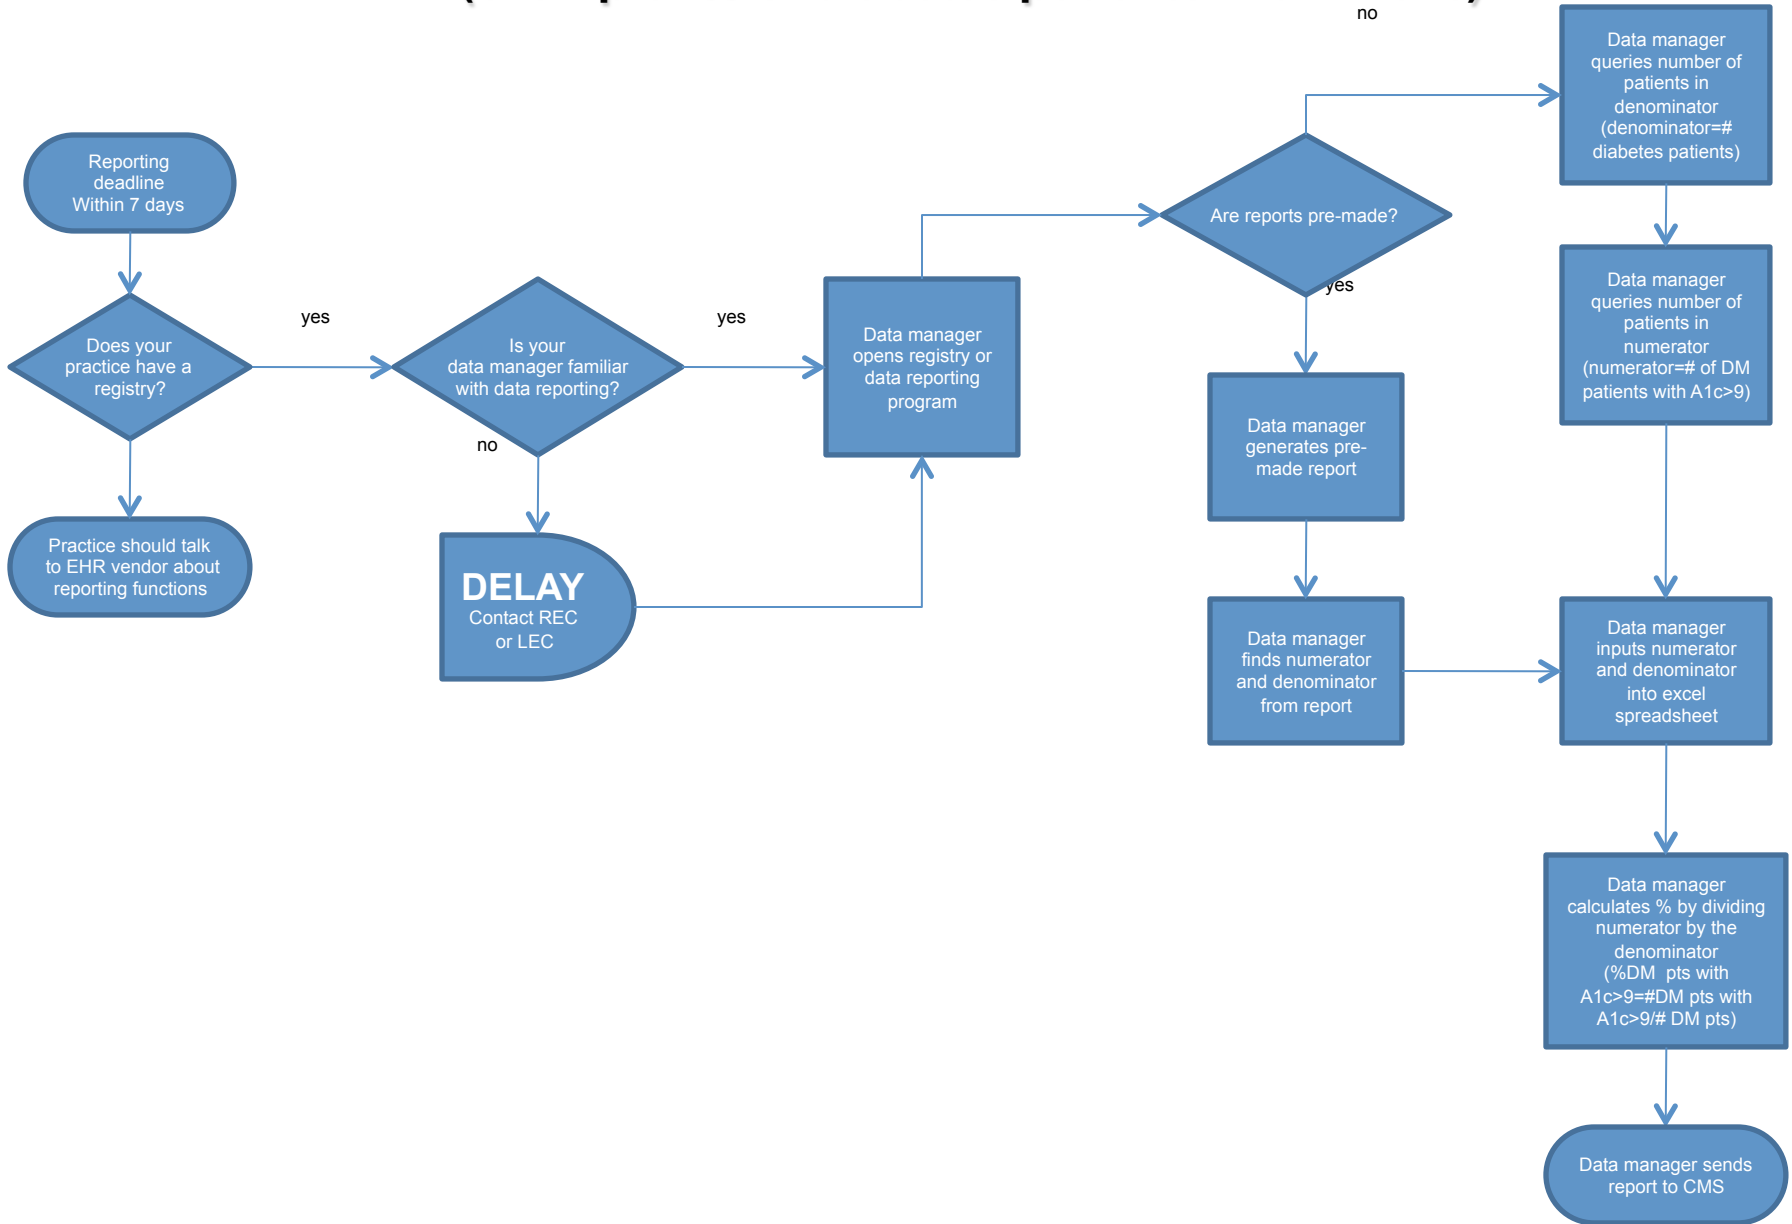 no
Data manager
queries number of
patients in
denominator
(denominator=#
diabetes patients)
Reporting
deadline
Within 7 days
Are reports pre-made?
yes
Data manager
queries number of
patients in
numerator
(numerator=# of DM
patients with A1c>9)
Does your
practice have a
registry?
yes
Is your
data manager familiar
with data reporting?
yes
no
Data manager
opens registry or
data reporting
program
Data manager
generates pre-
made report
Practice should talk
to EHR vendor about
reporting functions
DELAY
Contact REC
or LEC
Data manager
finds numerator
and denominator
from report
Data manager
inputs numerator
and denominator
into excel
spreadsheet
Data manager
calculates % by dividing
numerator by the
denominator
(%DM pts with
A1c>9=#DM pts with
A1c>9/# DM pts)
Data manager sends
report to CMS